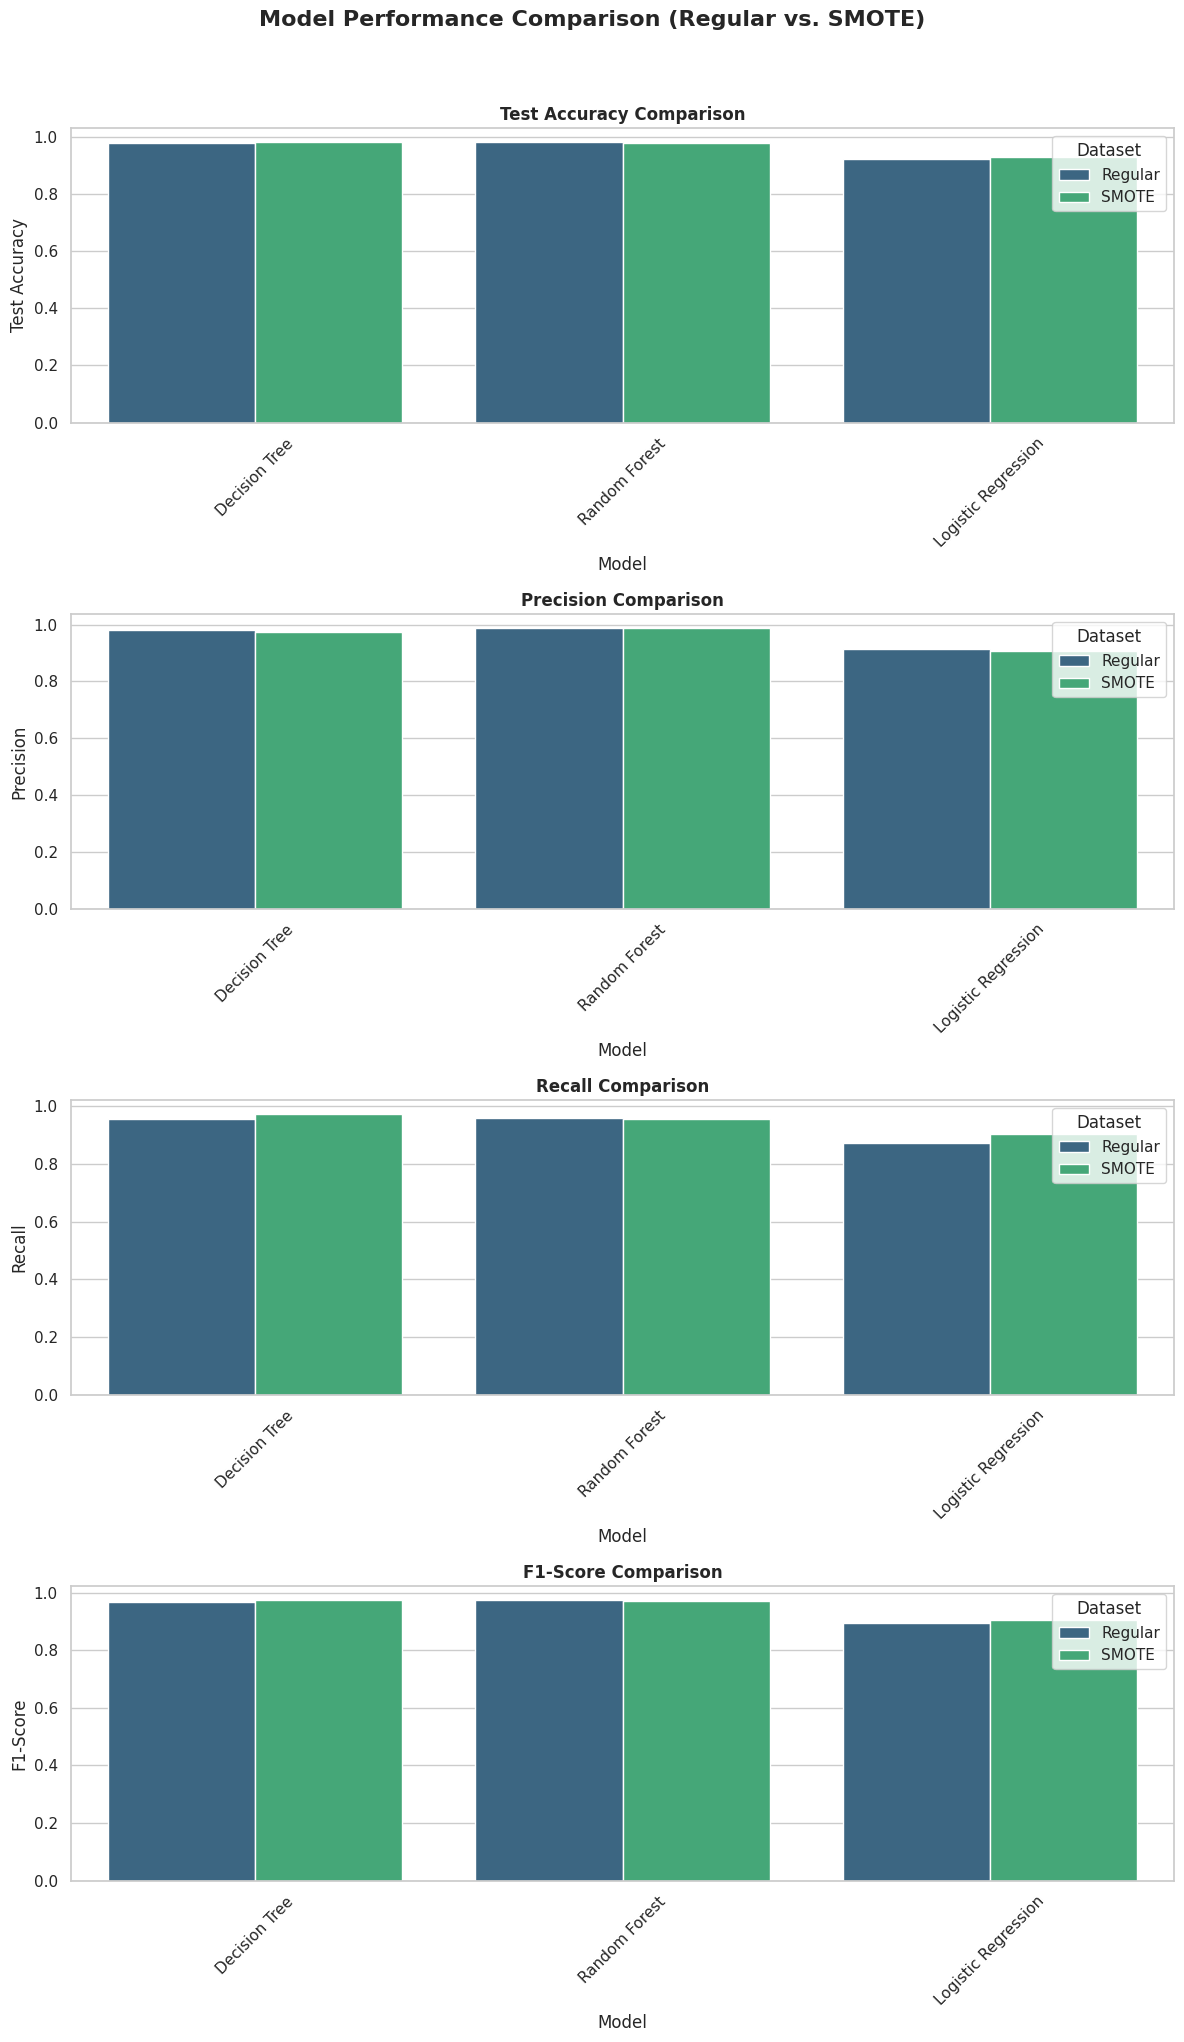 Model Performance Comparison (Regular vs. SMOTE)
Test Accuracy Comparison
Test Accuracy
1.0
0.8
0.6
0.4
0.2
0.0
Dataset
Regular
SMOTE
Decision Tree
Random Forest
Logistic Regression
Model
Precision Comparison
Precision
1.0
0.8
0.6
0.4
0.2
0.0
Dataset
Regular
SMOTE
Decision Tree
Random Forest
Logistic Regression
Model
Recall Comparison
Recall
1.0
0.8
0.6
0.4
0.2
0.0
Dataset
Regular
SMOTE
Decision Tree
Random Forest
Logistic Regression
Model
F1-Score Comparison
F1-Score
1.0
0.8
0.6
0.4
0.2
0.0
Dataset
Regular
SMOTE
Decision Tree
Random Forest
Logistic Regression
Model